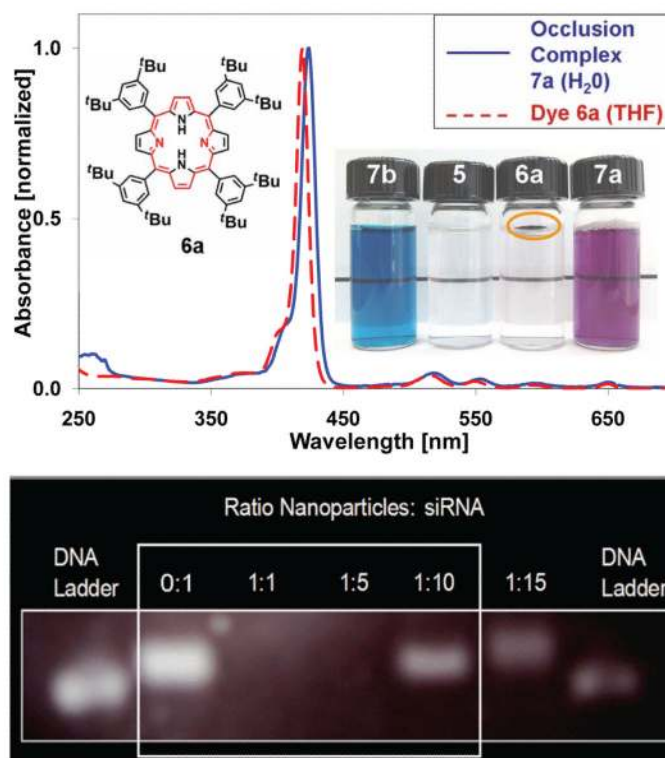 1.0
0.5
0.0
Absorbance [normalized]
250
350
450
550
650
Wavelength [nm]
Occlusion
Complex
7a (H₂0)
Dye 6a (THF)
ᵗBu
ᵗBu
ᵗBu
ᵗBu
NH
N
N
HN
ᵗBu
ᵗBu
ᵗBu
ᵗBu
6a
7b 5 6a 7a
Ratio Nanoparticles: siRNA
DNA
Ladder
0:1 1:1 1:5 1:10 1:15
DNA
Ladder